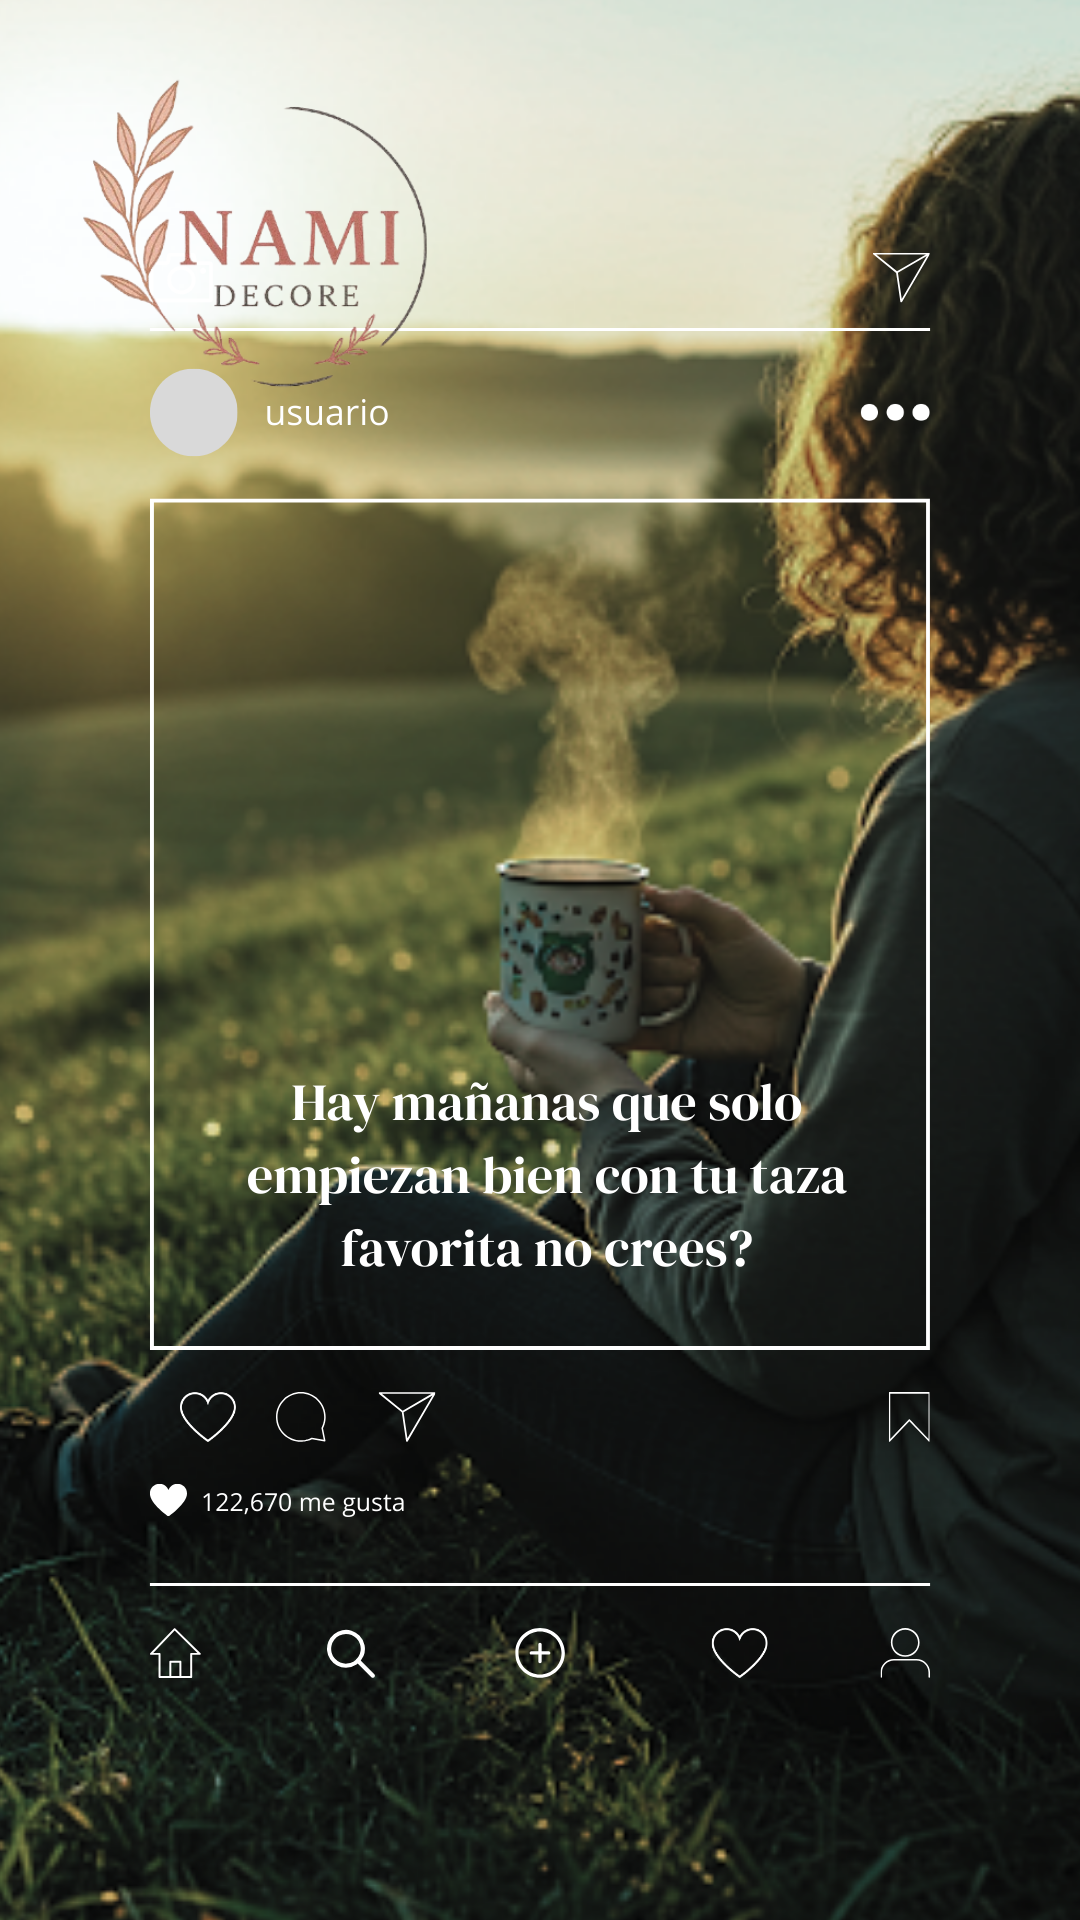 NAMI
DECORE
usuario
Hay mañanas que solo
empiezan bien con tu taza
favorita no crees?
122,670 me gusta